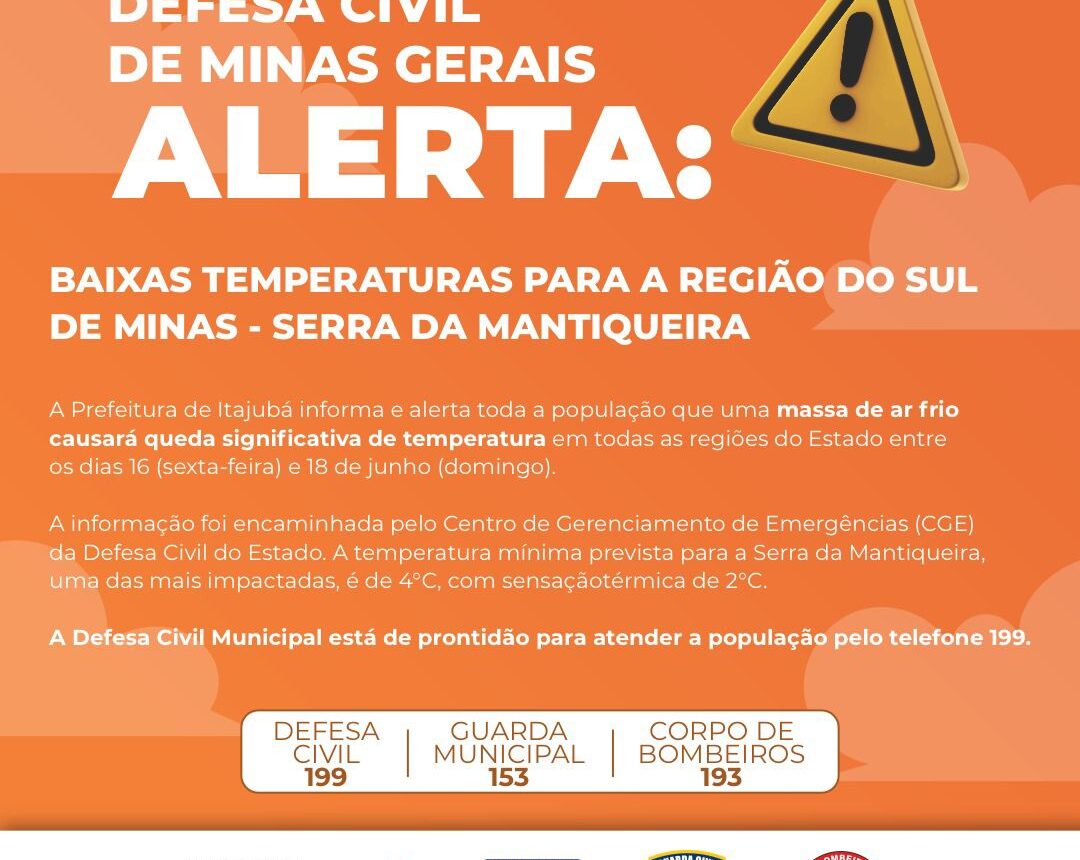 DEFESA CIVIL
DE MINAS GERAIS
ALERTA:
BAIXAS TEMPERATURAS PARA A REGIÃO DO SUL
DE MINAS - SERRA DA MANTIQUEIRA
A Prefeitura de Itajubá informa e alerta toda a população que uma massa de ar frio
causará queda significativa de temperatura em todas as regiões do Estado entre
os dias 16 (sexta-feira) e 18 de junho (domingo).
A informação foi encaminhada pelo Centro de Gerenciamento de Emergências (CGE)
da Defesa Civil do Estado. A temperatura mínima prevista para a Serra da Mantiqueira,
uma das mais impactadas, é de 4°C, com sensaçãotérmica de 2°C.
A Defesa Civil Municipal está de prontidão para atender a população pelo telefone 199.
DEFESA
CIVIL
199
GUARDA
MUNICIPAL
153
CORPO DE
BOMBEIROS
193